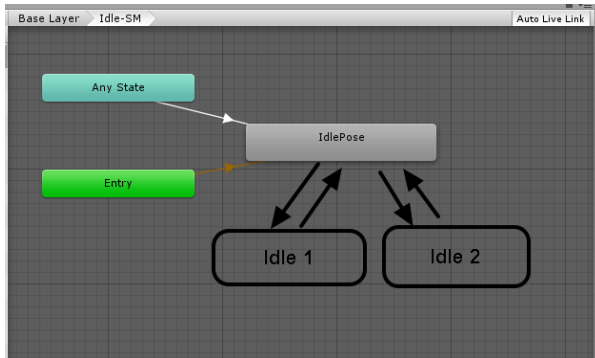 Base Layer Idle-SM Auto Live Link
Any State
IdlePose
Entry
Idle 1 Idle 2